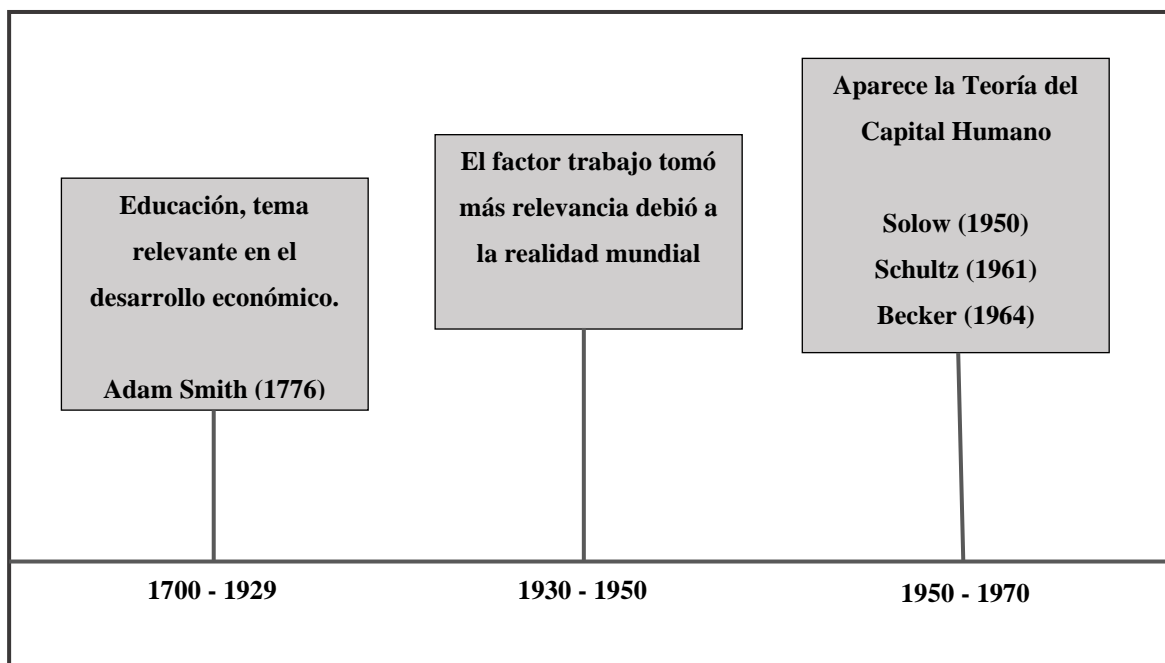 Educación, tema
relevante en el
desarrollo económico.
Adam Smith (1776)
El factor trabajo tomó
más relevancia debió a
la realidad mundial
Aparece la Teoría del
Capital Humano
Solow (1950)
Schultz (1961)
Becker (1964)
1700 - 1929
1930 - 1950
1950 - 1970